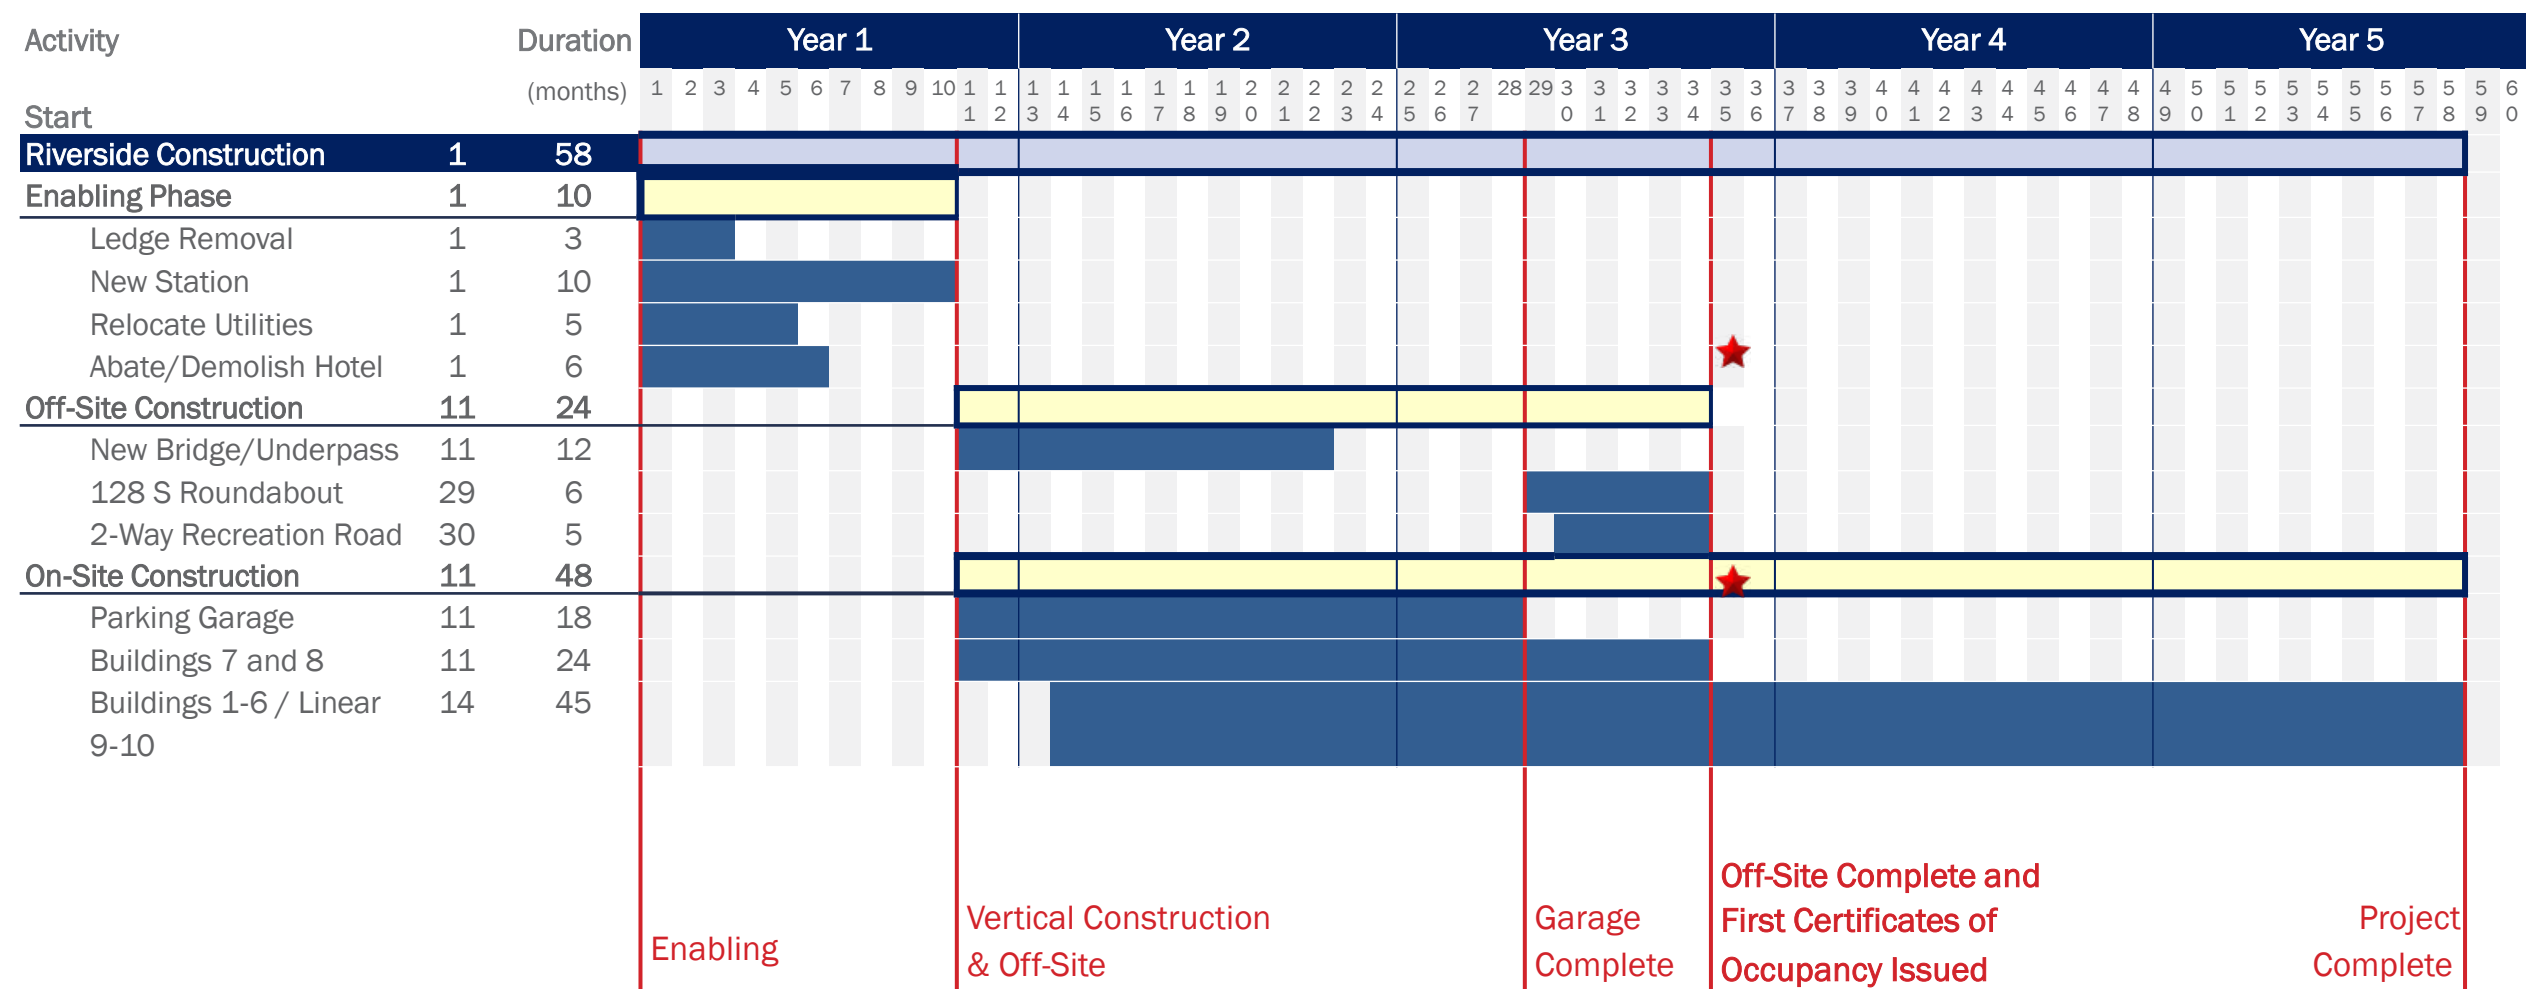 Activity Duration Year 1 Year 2 Year 3 Year 4 Year 5
(months) 1 2 3 4 5 6 7 8 9 10 11 12 13 14 15 16 17 18 19 20 21 22 23 24 25 26 27 28 29 30 31 32 33 34 35 36 37 38 39 40 41 42 43 44 45 46 47 48 49 50 51 52 53 54 55 56 57 58 59 60
Start
Riverside Construction 1 58
Enabling Phase 1 10
Ledge Removal 1 3
New Station 1 10
Relocate Utilities 1 5
Abate/Demolish Hotel 1 6
Off-Site Construction 11 24
New Bridge/Underpass 11 12
128 S Roundabout 29 6
2-Way Recreation Road 30 5
On-Site Construction 11 48
Parking Garage 11 18
Buildings 7 and 8 11 24
Buildings 1-6 / Linear 14 45
9-10
Enabling
Vertical Construction
& Off-Site
Garage
Complete
Off-Site Complete and
First Certificates of
Occupancy Issued
Project
Complete